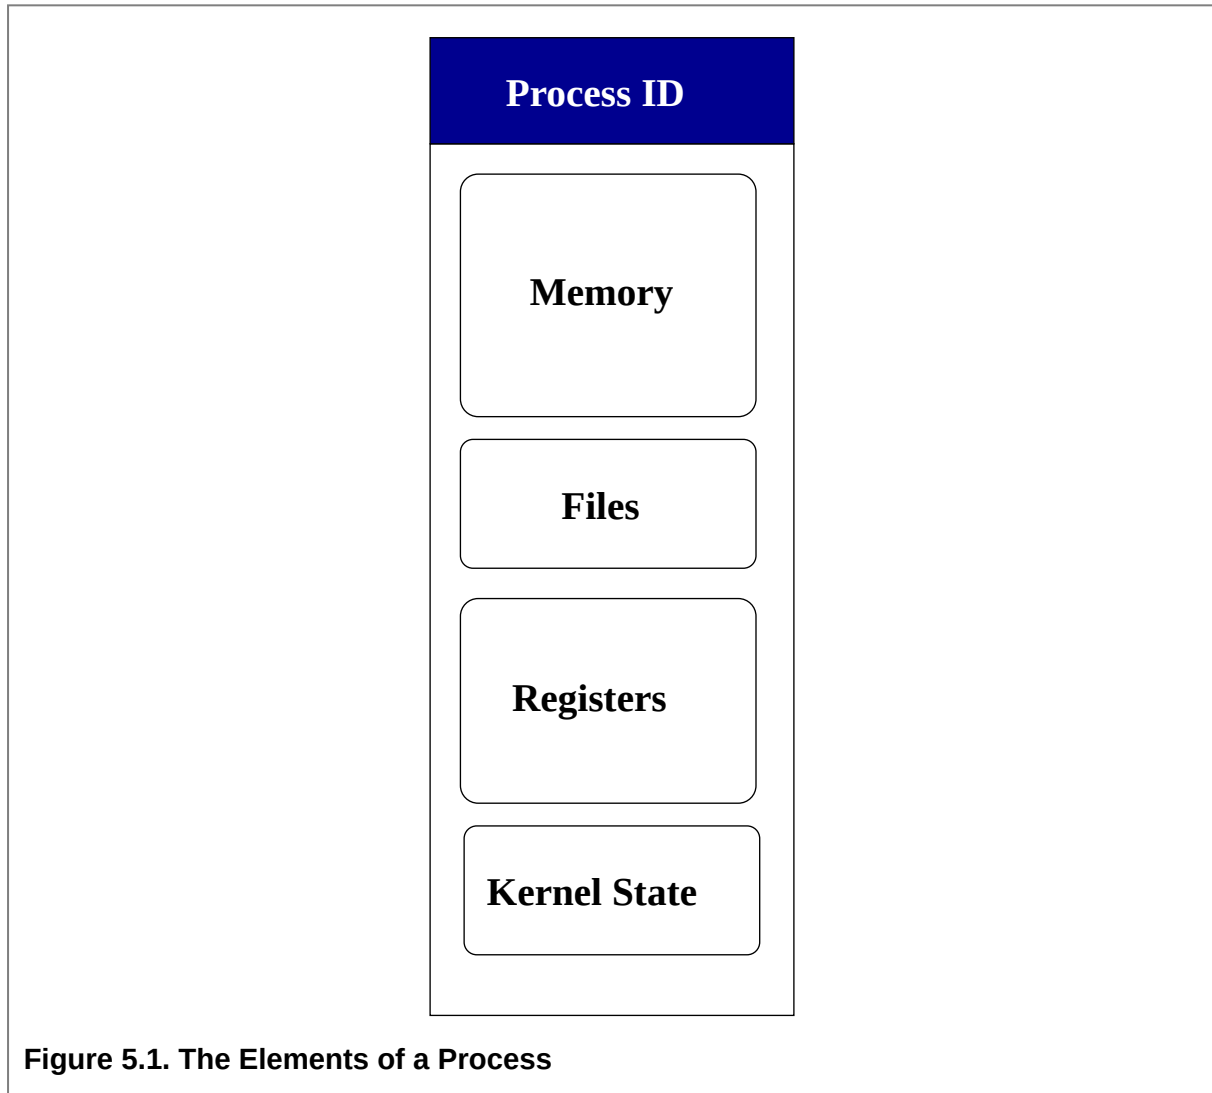 Process ID
Memory
Files
Registers
Kernel State
Figure 5.1. The Elements of a Process